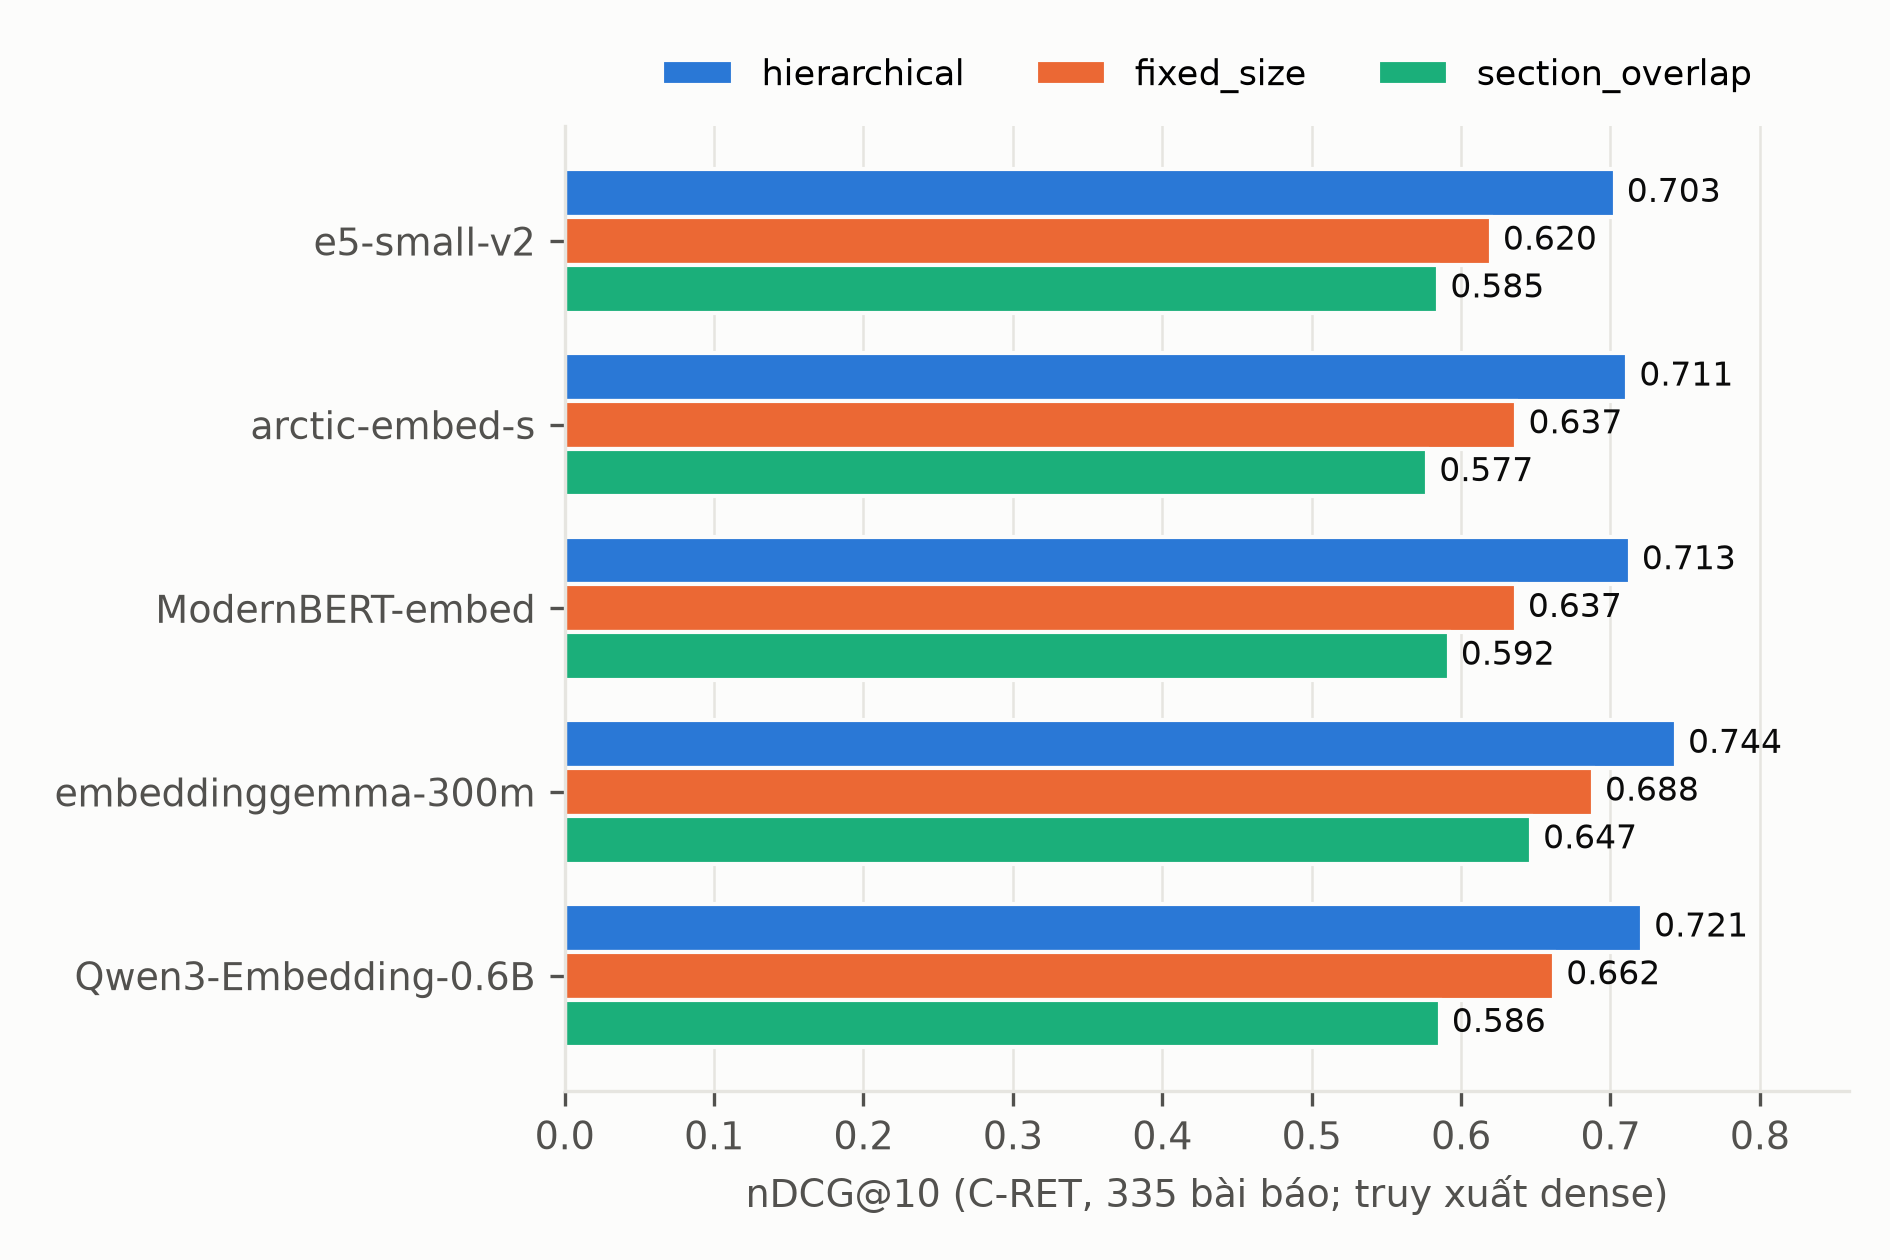 hierarchical fixed_size section_overlap
e5-small-v2
0.703
0.620
0.585
arctic-embed-s
0.711
0.637
0.577
ModernBERT-embed
0.713
0.637
0.592
embeddinggemma-300m
0.744
0.688
0.647
Qwen3-Embedding-0.6B
0.721
0.662
0.586
0.0 0.1 0.2 0.3 0.4 0.5 0.6 0.7 0.8
nDCG@10 (C-RET, 335 bài báo; truy xuất dense)